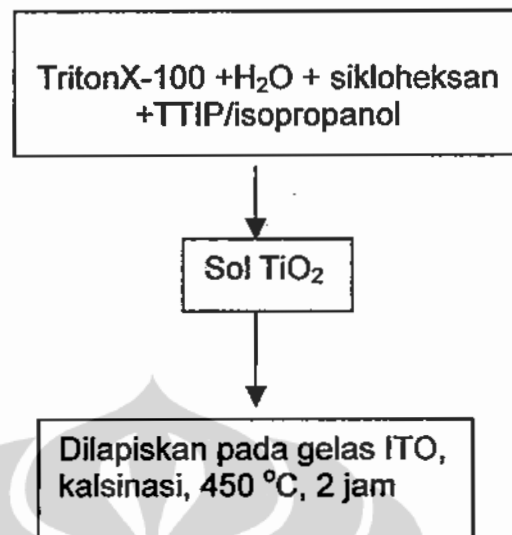 TritonX-100 +H₂O + sikloheksan
+TTIP/isopropanol
Sol TiO₂
Dilapiskan pada gelas ITO,
kalsinasi, 450 °C, 2 jam